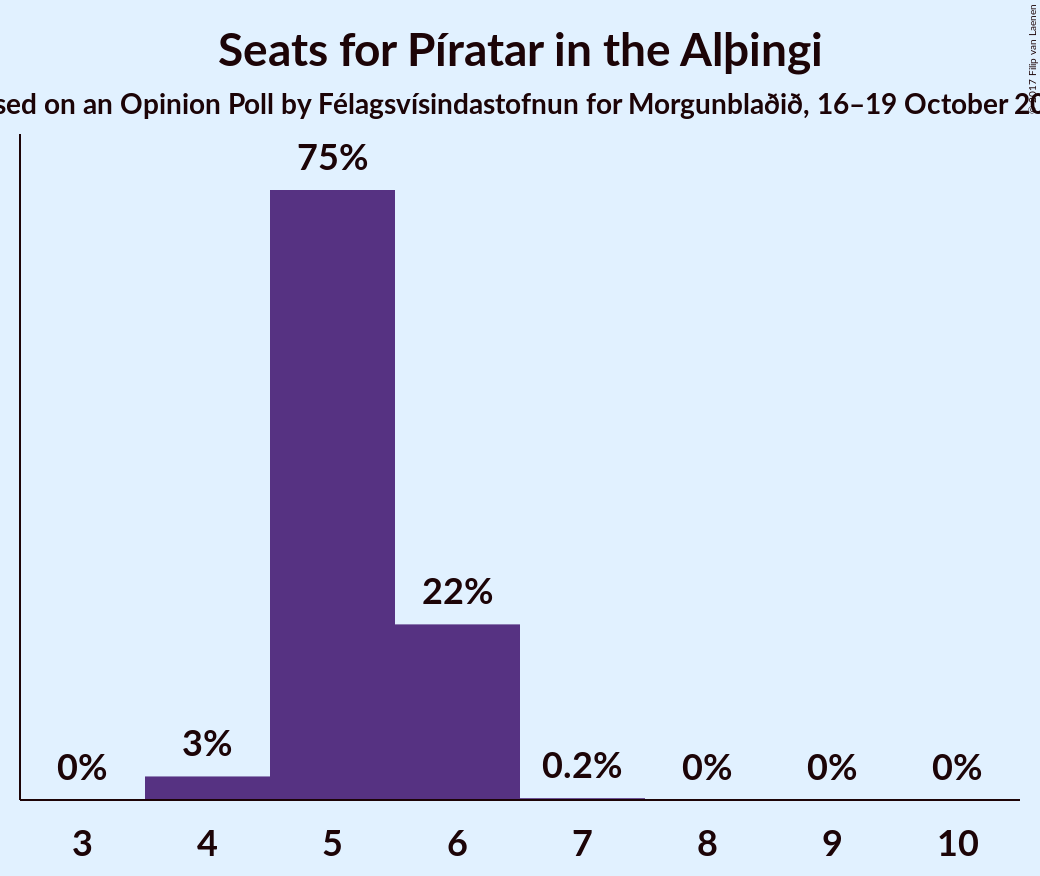 Seats for Píratar in the Alþingi
sed on an Opinion Poll by Félagsvísindastofnun for Morgunblaðið, 16–19 October 20
© 2017 Filip van Laenen
75%
22%
3%
0%
0.2%
0%
0%
0%
3 4 5 6 7 8 9 10